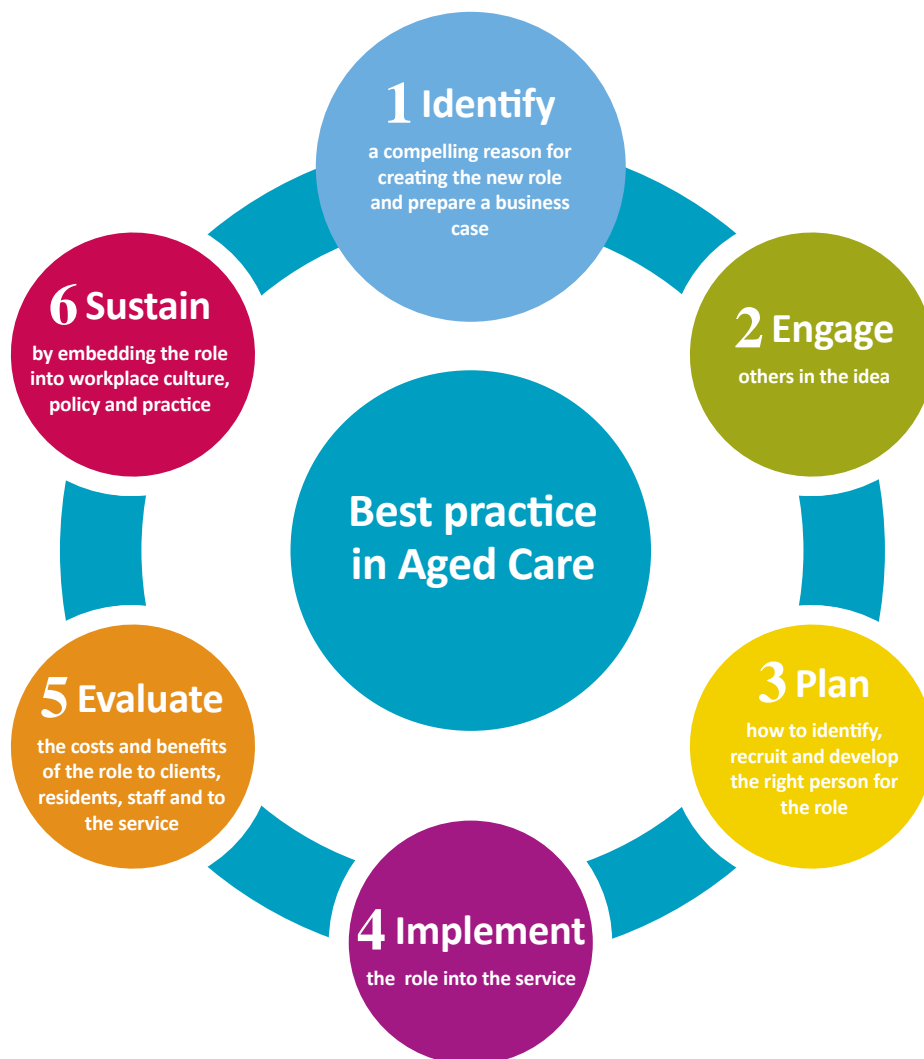 1 Identify
a compelling reason for
creating the new role
and prepare a business
case
2 Engage
others in the idea
3 Plan
how to identify,
recruit and develop
the right person for
the role
4 Implement
the role into the service
5 Evaluate
the costs and benefits
of the role to clients,
residents, staff and to
the service
6 Sustain
by embedding the role
into workplace culture,
policy and practice
Best practice
in Aged Care